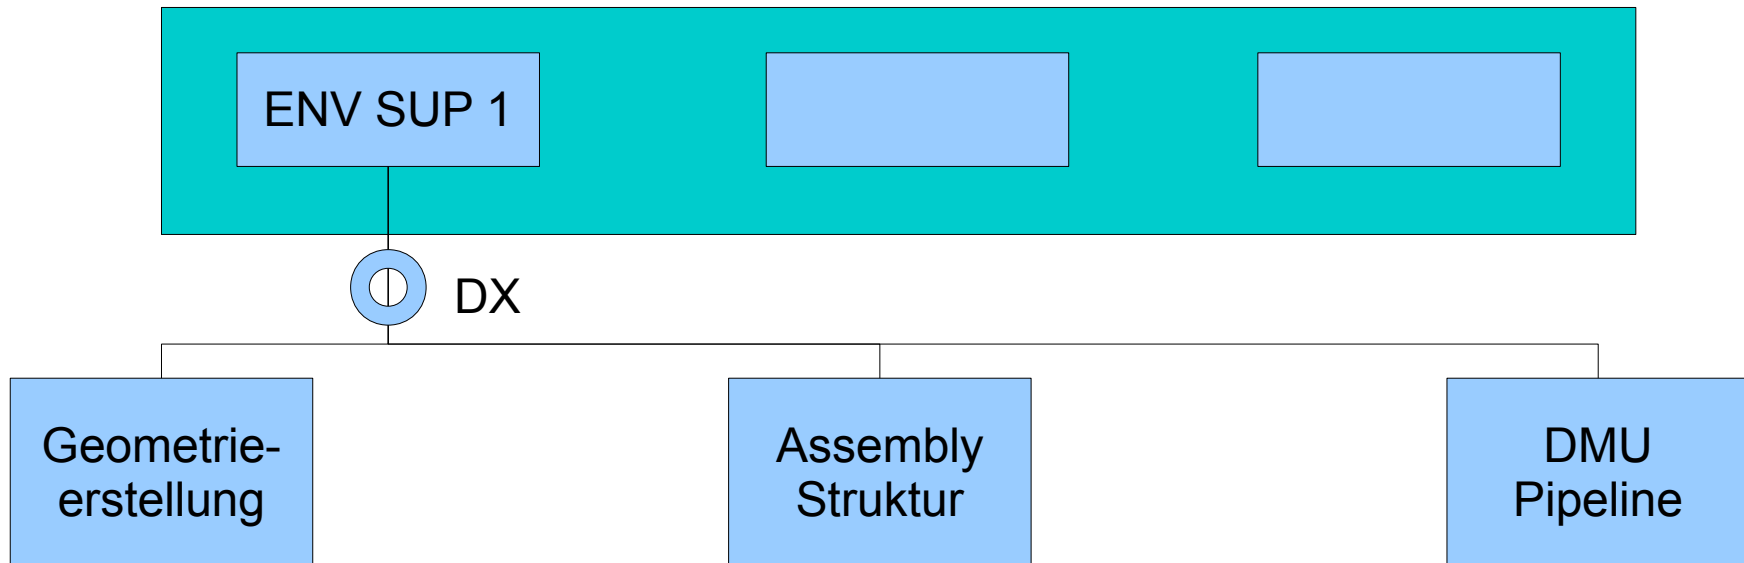 ENV SUP 1
DX
Geometrie-
erstellung
Assembly
Struktur
DMU
Pipeline